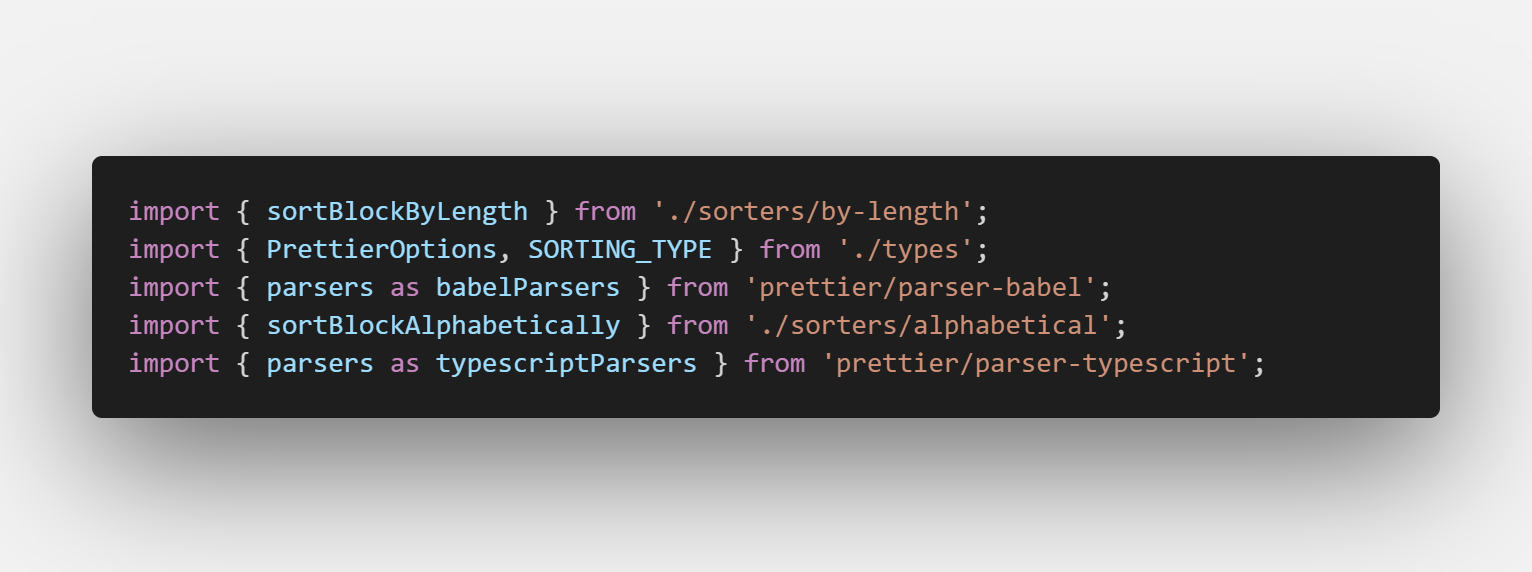 import { sortBlockByLength } from './sorters/by-length';
import { PrettierOptions, SORTING_TYPE } from './types';
import { parsers as babelParsers } from 'prettier/parser-babel';
import { sortBlockAlphabetically } from './sorters/alphabetical';
import { parsers as typescriptParsers } from 'prettier/parser-typescript';